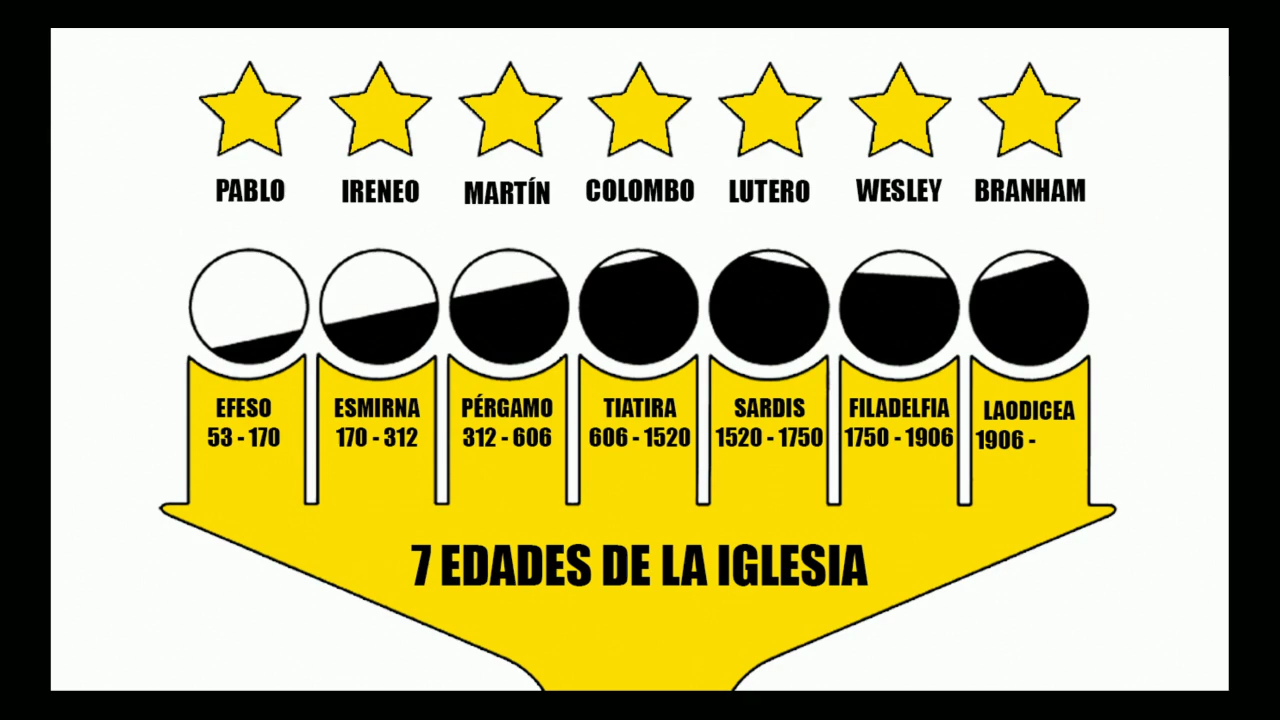 PABLO IRENEO MARTÍN COLOMBO LUTERO WESLEY BRANHAM
EFESO ESMIRNA PÉRGAMO TIATIRA SARDIS FILADELFIA LAODICEA
53 - 170 170 - 312 312 - 606 606 - 1520 1520 - 1750 1750 - 1906 1906 -
7 EDADES DE LA IGLESIA